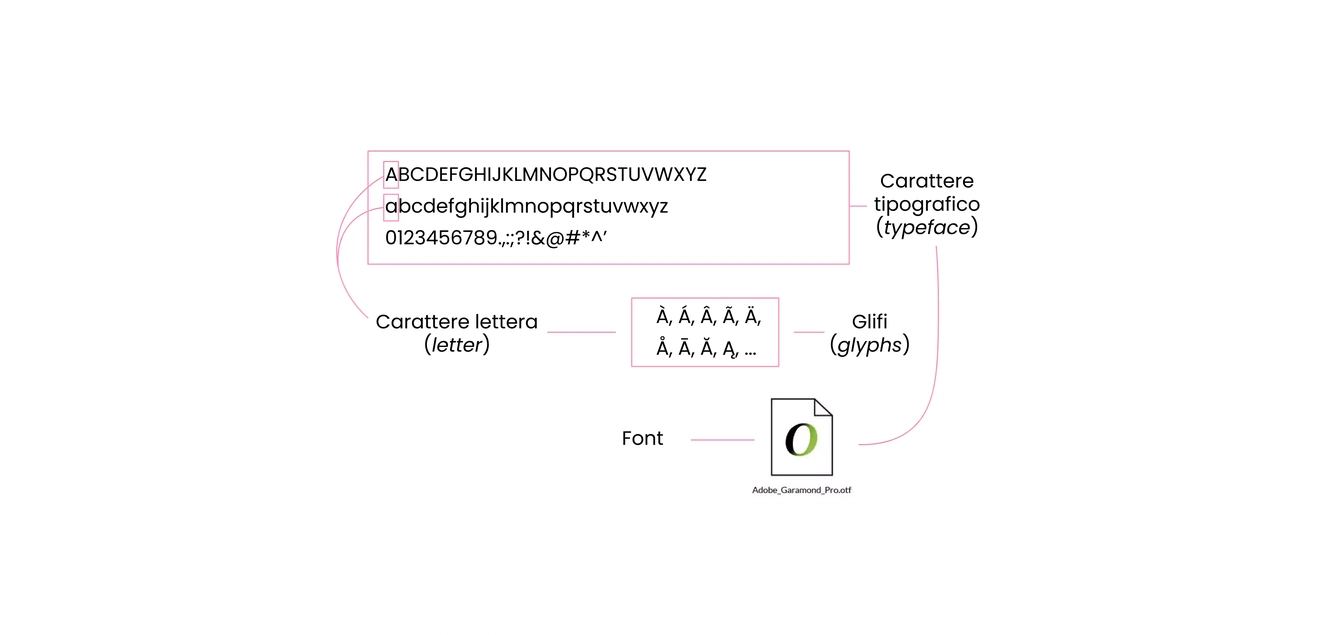 ABCDEFGHIJKLMNOPQRSTUVWXYZ
abcdefghijklmnopqrstuvwxyz
0123456789.,:;?!&@#*^’
Carattere
tipografico
(typeface)
Carattere lettera
(letter)
À, Á, Â, Ã, Ä,
Å, Ā, Ă, Ą, ...
Glifi
(glyphs)
Font
O
Adobe_Garamond_Pro.otf